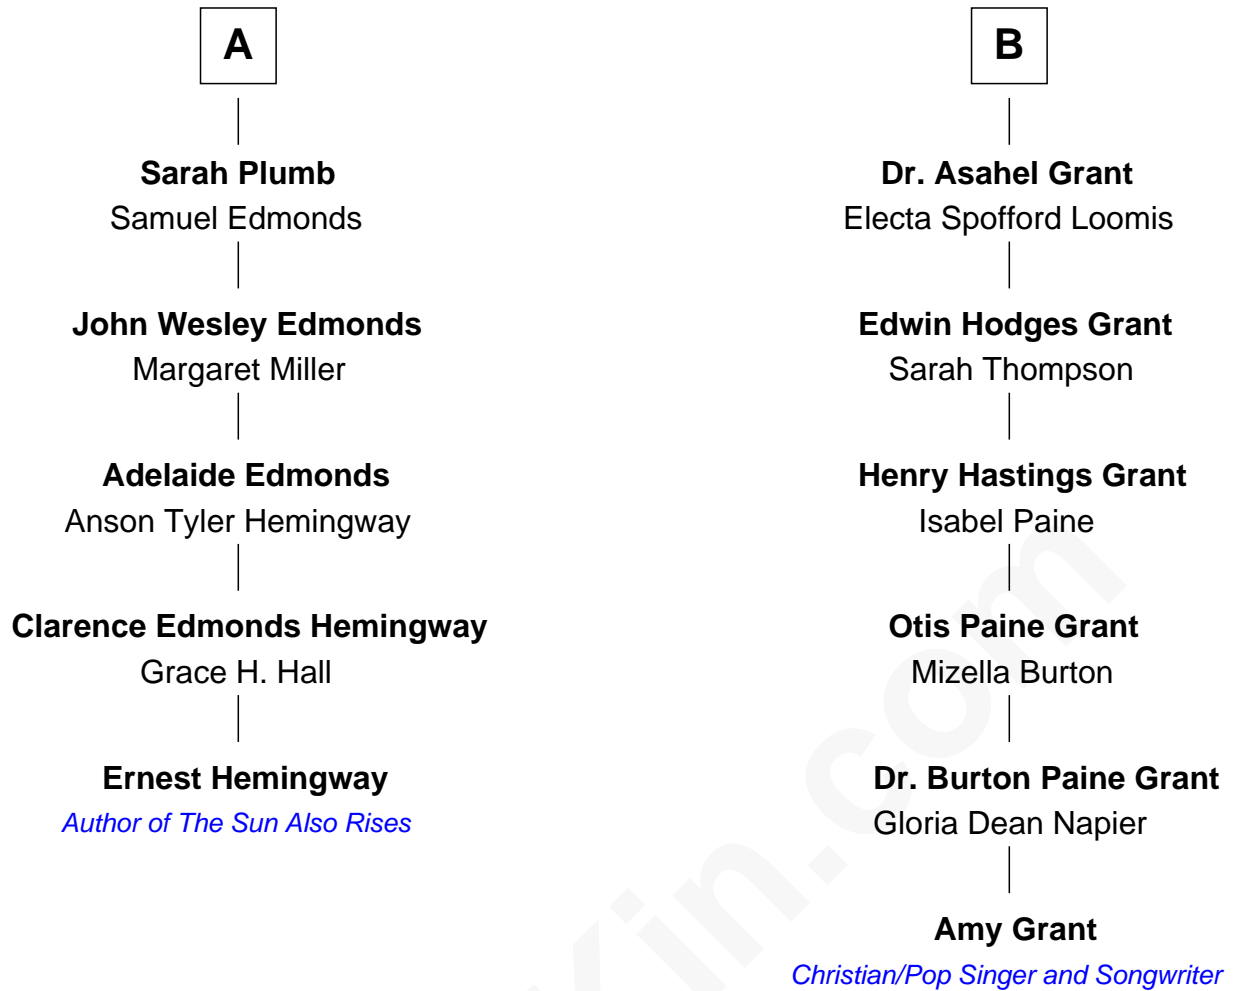 A
Sarah Plumb
Samuel Edmonds
John Wesley Edmonds
Margaret Miller
Adelaide Edmonds
Anson Tyler Hemingway
Clarence Edmonds Hemingway
Grace H. Hall
Ernest Hemingway
Author of The Sun Also Rises
B
Dr. Asahel Grant
Electa Spofford Loomis
Edwin Hodges Grant
Sarah Thompson
Henry Hastings Grant
Isabel Paine
Otis Paine Grant
Mizella Burton
Dr. Burton Paine Grant
Gloria Dean Napier
Amy Grant
Christian/Pop Singer and Songwriter
Kin.com